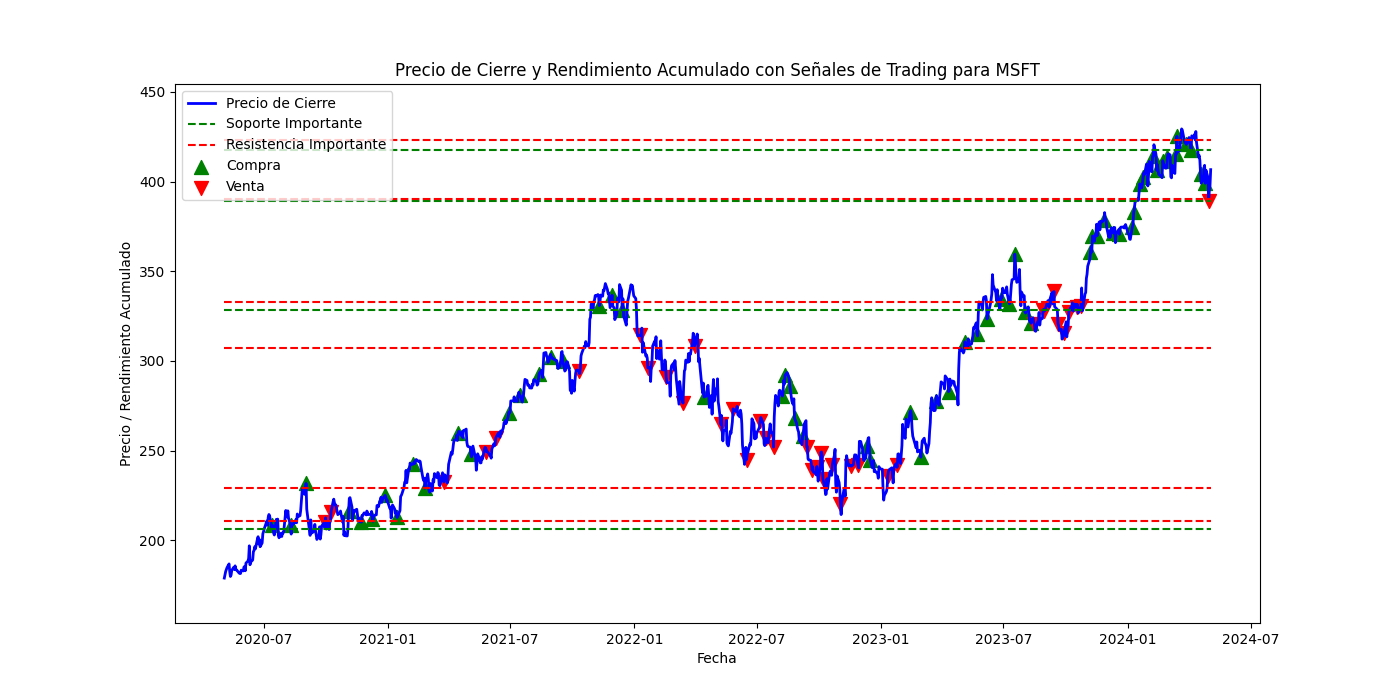 Precio de Cierre y Rendimiento Acumulado con Señales de Trading para MSFT
Precio / Rendimiento Acumulado
450
400
350
300
250
200
Precio de Cierre
Soporte Importante
Resistencia Importante
Compra
Venta
2020-07 2021-01 2021-07 2022-01 2022-07 2023-01 2023-07 2024-01 2024-07
Fecha